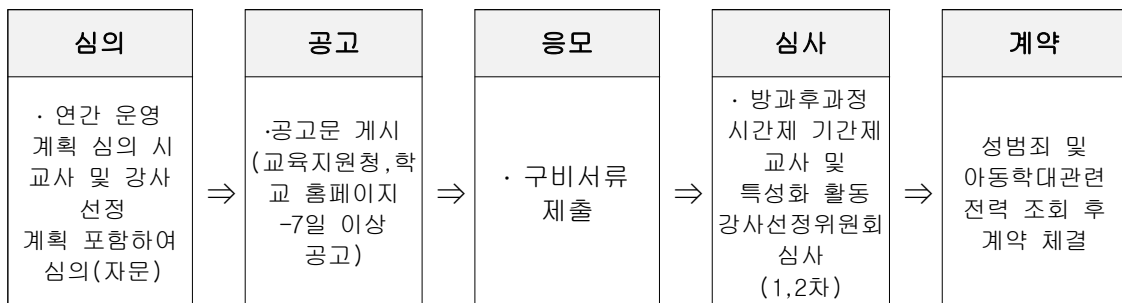 심의
· 연간 운영
계획 심의 시
교사 및 강사
선정
계획 포함하여
심의(자문)
⇒
공고
·공고문 게시
(교육지원청,학
교 홈페이지
-7일 이상
공고)
⇒
응모
· 구비서류
제출
⇒
심사
· 방과후과정
시간제 기간제
교사 및
특성화 활동
강사선정위원회
심사
(1,2차)
⇒
계약
성범죄 및
아동학대관련
전력 조회 후
계약 체결